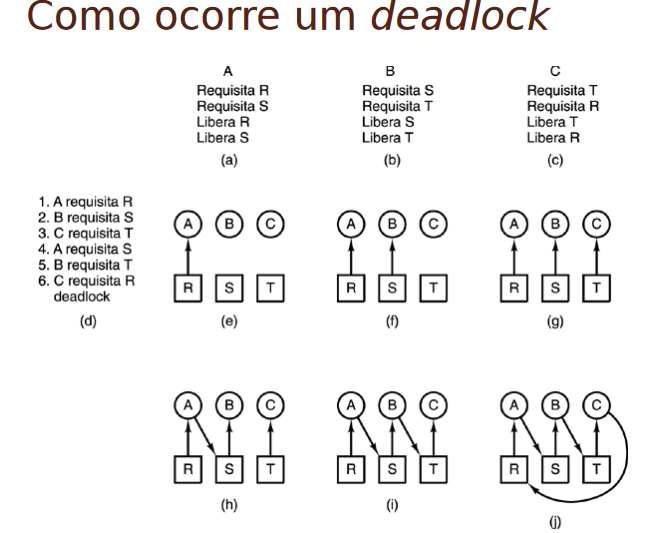 Como ocorre um deadlock
A
Requisita R
Requisita S
Libera R
Libera S
(a)
B
Requisita S
Requisita T
Libera S
Libera T
(b)
C
Requisita T
Requisita R
Libera T
Libera R
(c)
1. A requisita R
2. B requisita S
3. C requisita T
4. A requisita S
5. B requisita T
6. C requisita R
deadlock
(d)
A B C
R S T
(e)
A B C
R S T
(f)
A B C
R S T
(g)
A B C
R S T
(h)
A B C
R S T
(i)
A B C
R S T
(j)